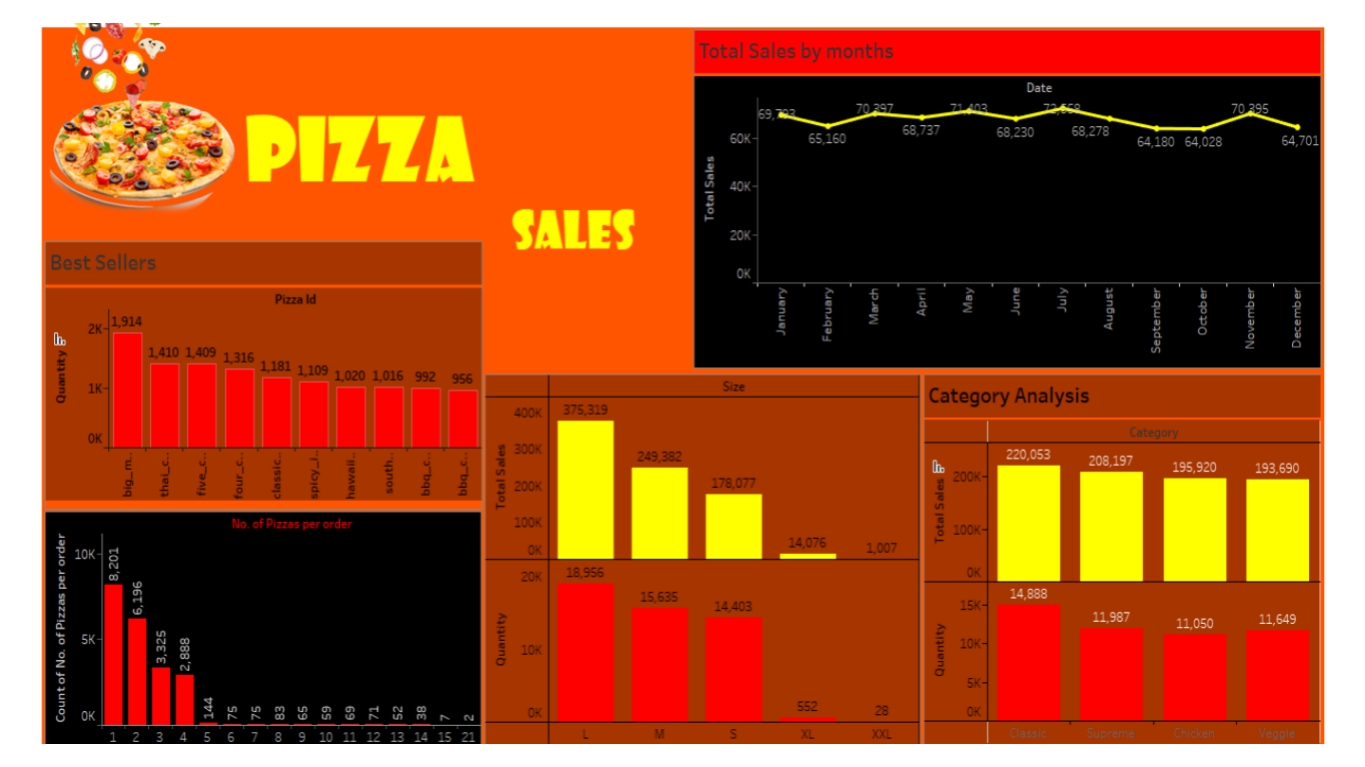 PIZZA
SALES
Total Sales by months
Date
Total Sales
60K
40K
20K
0K
65,160
70,397
68,737
71,403
68,230
68,278
64,180
64,028
70,395
64,701
January
February
March
April
May
June
July
August
September
October
November
December
Best Sellers
Pizza Id
Quantity
2K
1K
0K
1,914
1,410
1,409
1,316
1,181
1,109
1,020
1,016
992
956
big_m..
thai_c..
five_c..
four_c..
classic..
spicy_i..
hawaii..
south..
bbq_c..
bbq_c..
No. of Pizzas per order
Count of No. of Pizzas per order
10K
5K
0K
8,201
6,196
3,325
2,888
144
75
75
83
65
59
69
71
52
38
7
2
1 2 3 4 5 6 7 8 9 10 11 12 13 14 15 21
Size
Total Sales
400K
300K
200K
100K
0K
375,319
249,382
178,077
14,076
1,007
Quantity
20K
10K
0K
18,956
15,635
14,403
552
28
L M S XL XXL
Category Analysis
Category
Total Sales
200K
100K
0K
220,053
208,197
195,920
193,690
Quantity
15K
10K
5K
0K
14,888
11,987
11,050
11,649
Classic Supreme Chicken Veggie